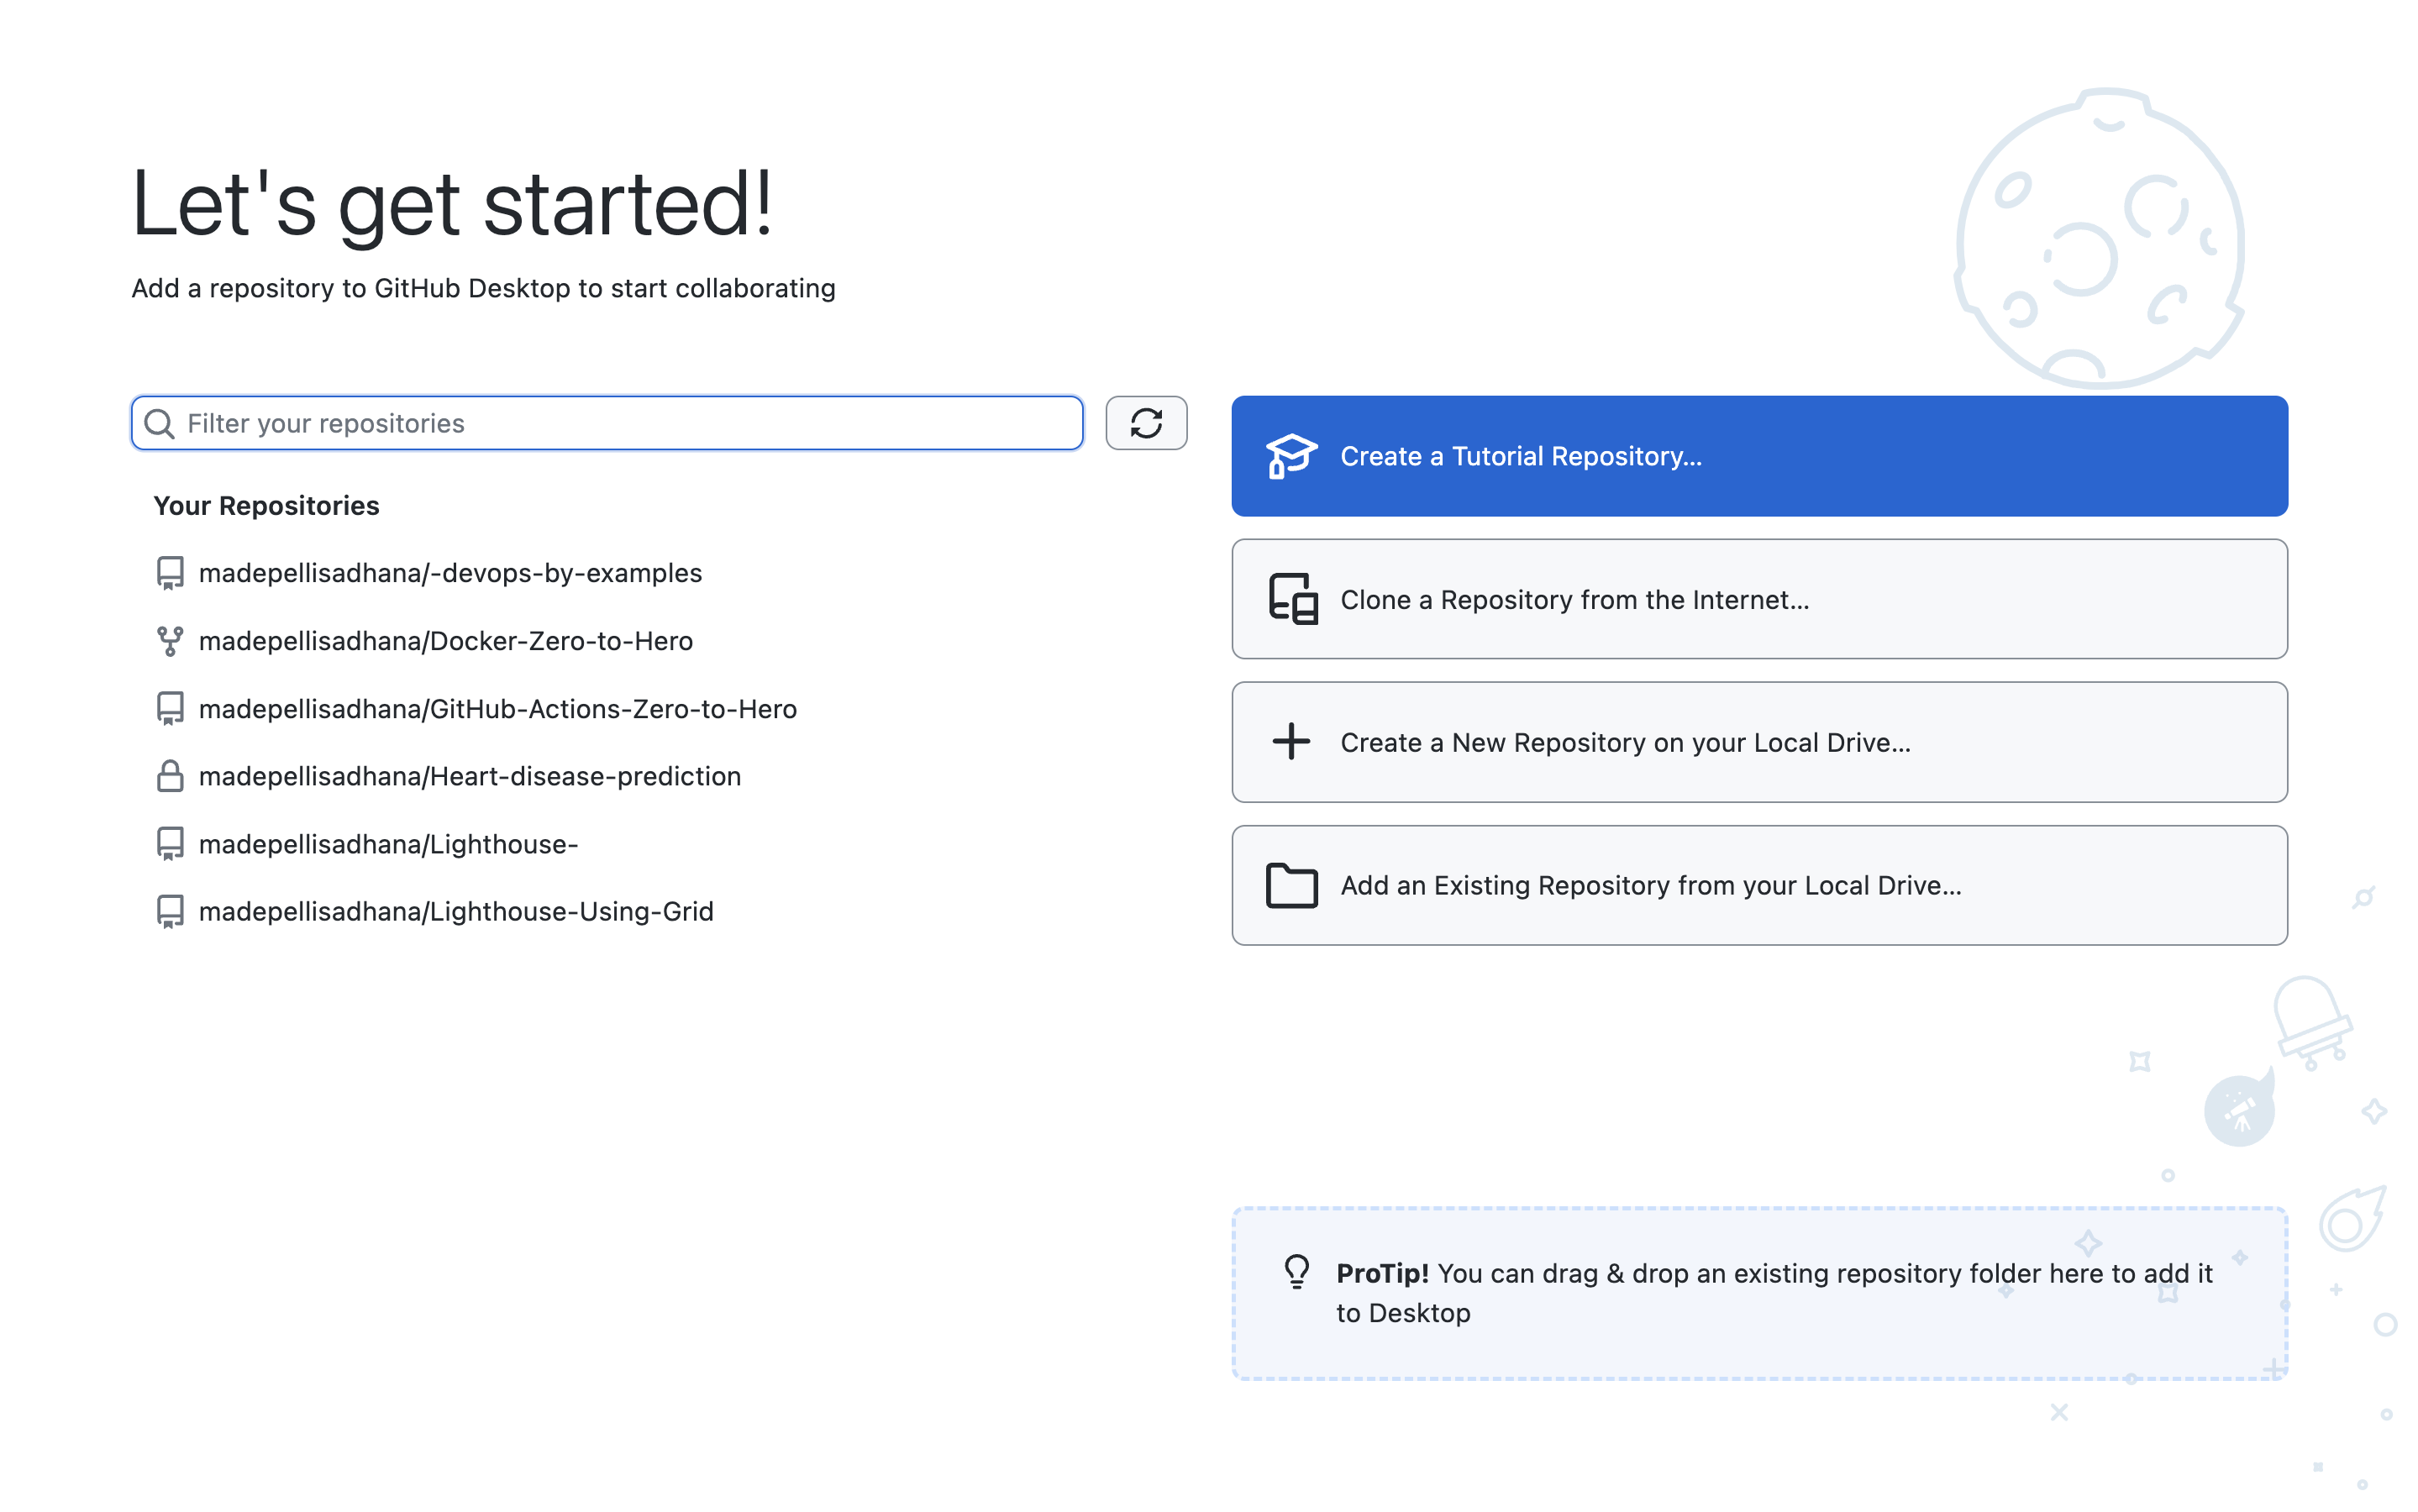 Let's get started!
Add a repository to GitHub Desktop to start collaborating
Filter your repositories
Your Repositories
madepellisadhana/-devops-by-examples
madepellisadhana/Docker-Zero-to-Hero
madepellisadhana/GitHub-Actions-Zero-to-Hero
madepellisadhana/Heart-disease-prediction
madepellisadhana/Lighthouse-
madepellisadhana/Lighthouse-Using-Grid
Create a Tutorial Repository...
Clone a Repository from the Internet...
Create a New Repository on your Local Drive...
Add an Existing Repository from your Local Drive...
ProTip! You can drag & drop an existing repository folder here to add it
to Desktop